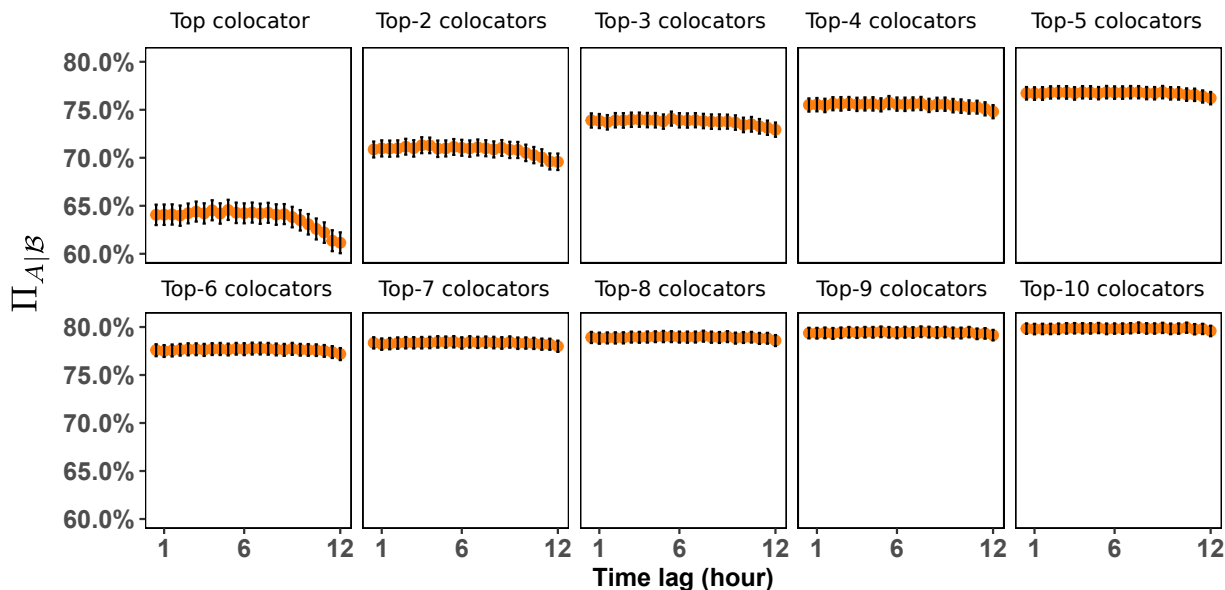 Top colocator Top-2 colocators Top-3 colocators Top-4 colocators Top-5 colocators
80.0%
75.0%
70.0%
65.0%
60.0%
Π_{A|ℬ}
Top-6 colocators Top-7 colocators Top-8 colocators Top-9 colocators Top-10 colocators
80.0%
75.0%
70.0%
65.0%
60.0%
1 6 12 1 6 12 1 6 12 1 6 12 1 6 12
Time lag (hour)